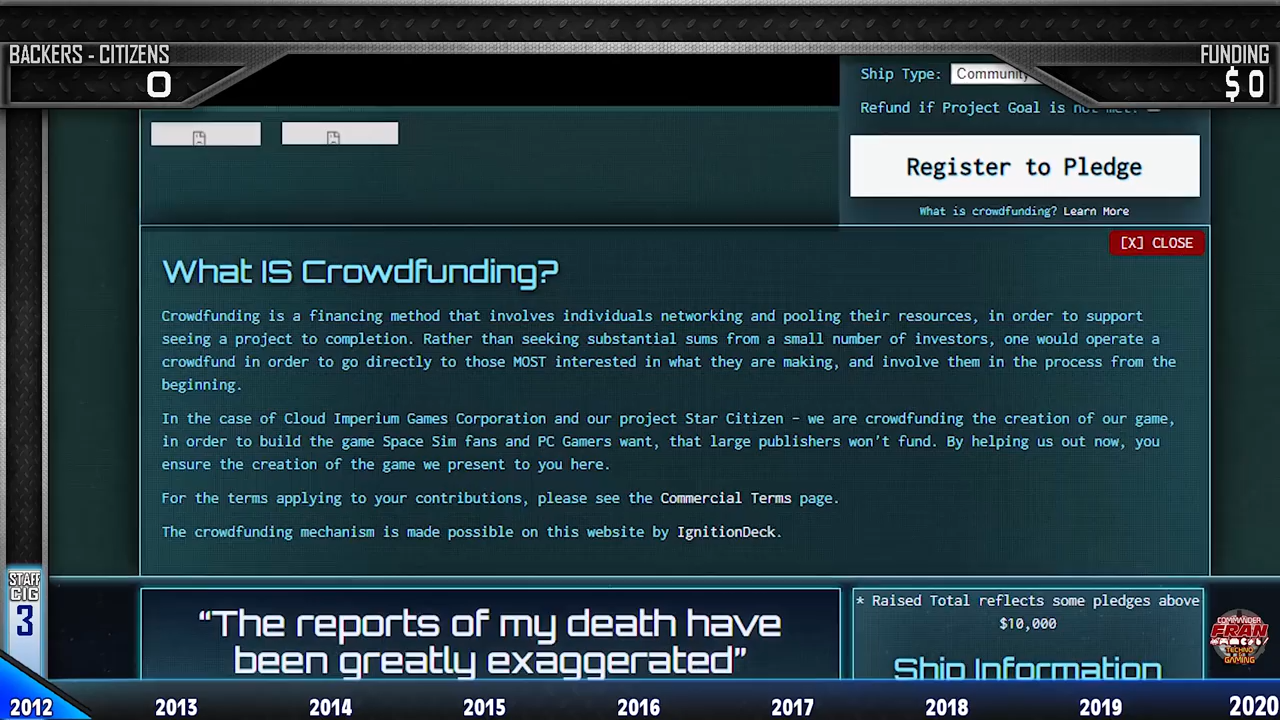 BACKERS - CITIZENS
0
FUNDING
$ 0
Ship Type: Community
Refund if Project Goal is not met:
Register to Pledge
What is crowdfunding? Learn More
[X] CLOSE
What IS Crowdfunding?
Crowdfunding is a financing method that involves individuals networking and pooling their resources, in order to support
seeing a project to completion. Rather than seeking substantial sums from a small number of investors, one would operate a
crowdfund in order to go directly to those MOST interested in what they are making, and involve them in the process from the
beginning.
In the case of Cloud Imperium Games Corporation and our project Star Citizen – we are crowdfunding the creation of our game,
in order to build the game Space Sim fans and PC Gamers want, that large publishers won't fund. By helping us out now, you
ensure the creation of the game we present to you here.
For the terms applying to your contributions, please see the Commercial Terms page.
The crowdfunding mechanism is made possible on this website by IgnitionDeck.
STAFF
CIG
3
“The reports of my death have
been greatly exaggerated”
* Raised Total reflects some pledges above
$10,000
Ship Information
COMMANDER
FRAN
TECHNO
GAMING
2012 2013 2014 2015 2016 2017 2018 2019 2020